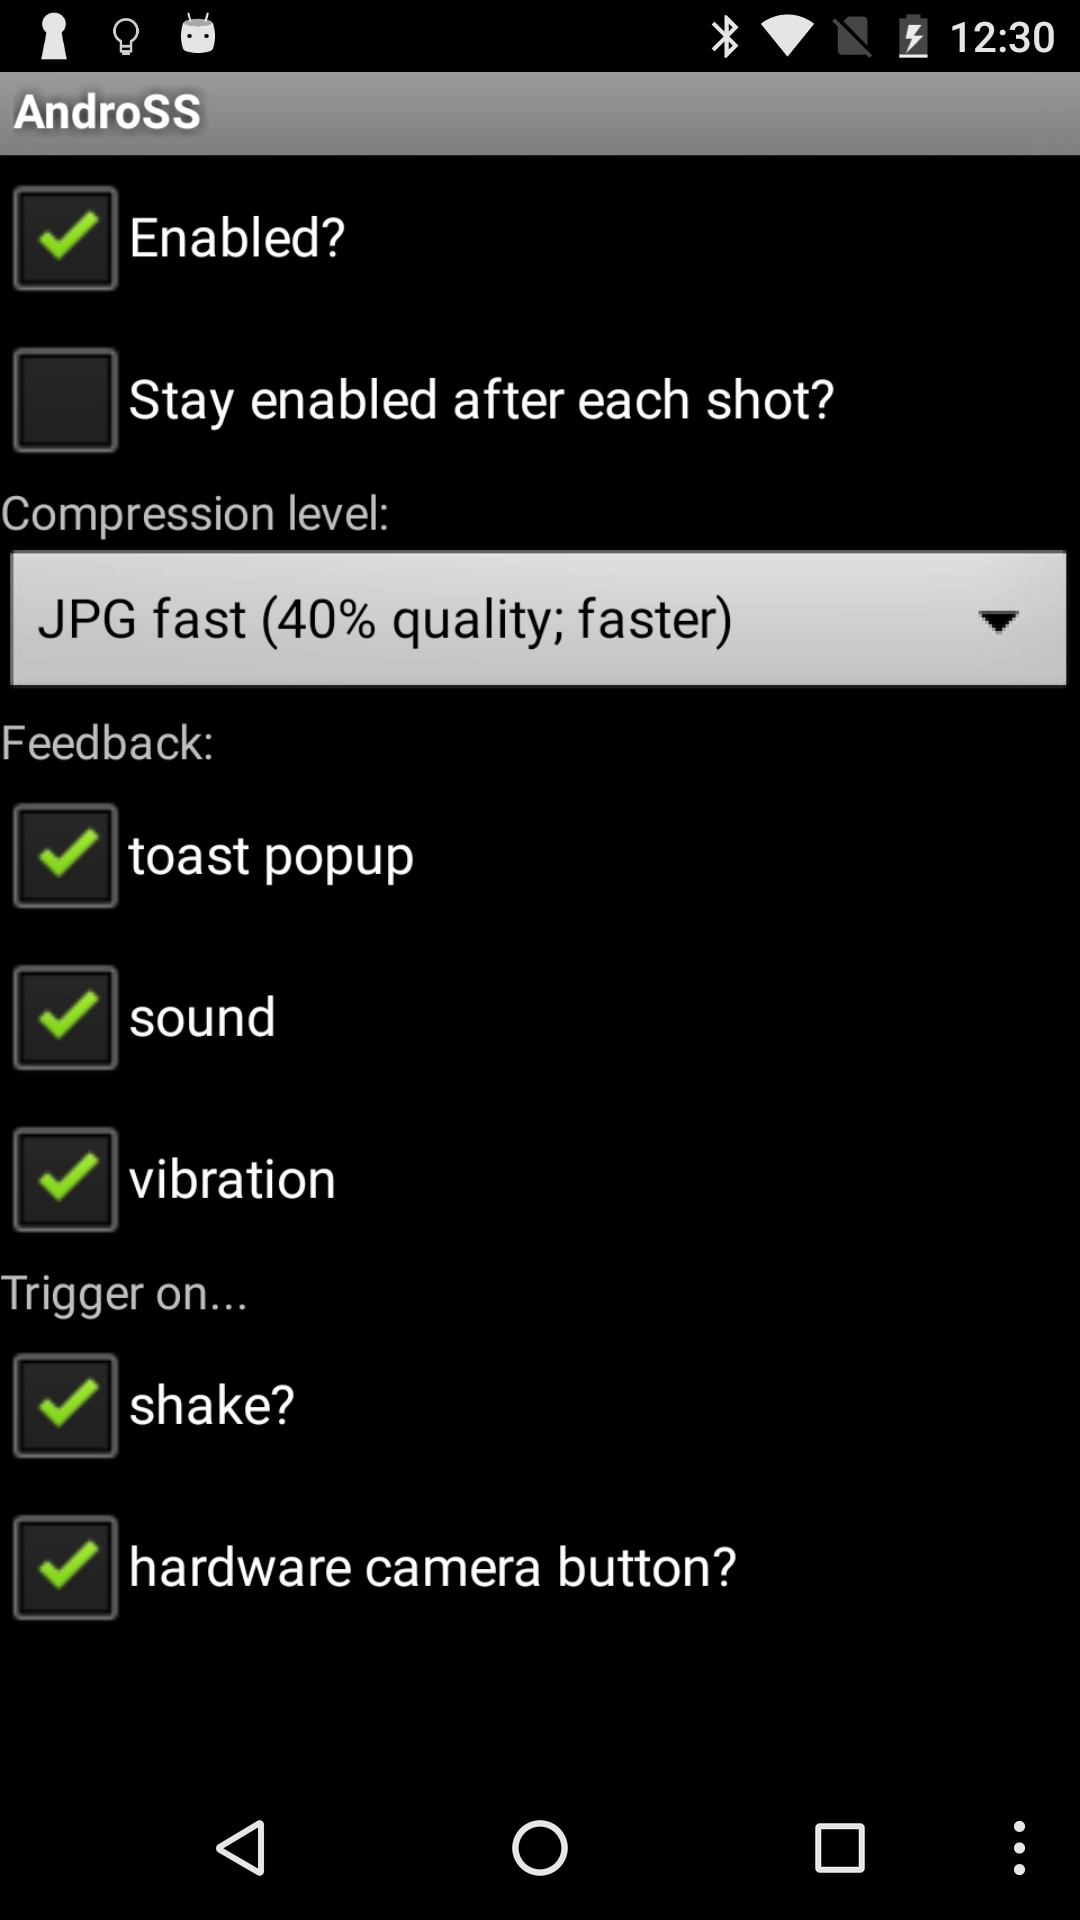 12:30
AndroSS
Enabled?
Stay enabled after each shot?
Compression level:
JPG fast (40% quality; faster)
Feedback:
toast popup
sound
vibration
Trigger on...
shake?
hardware camera button?